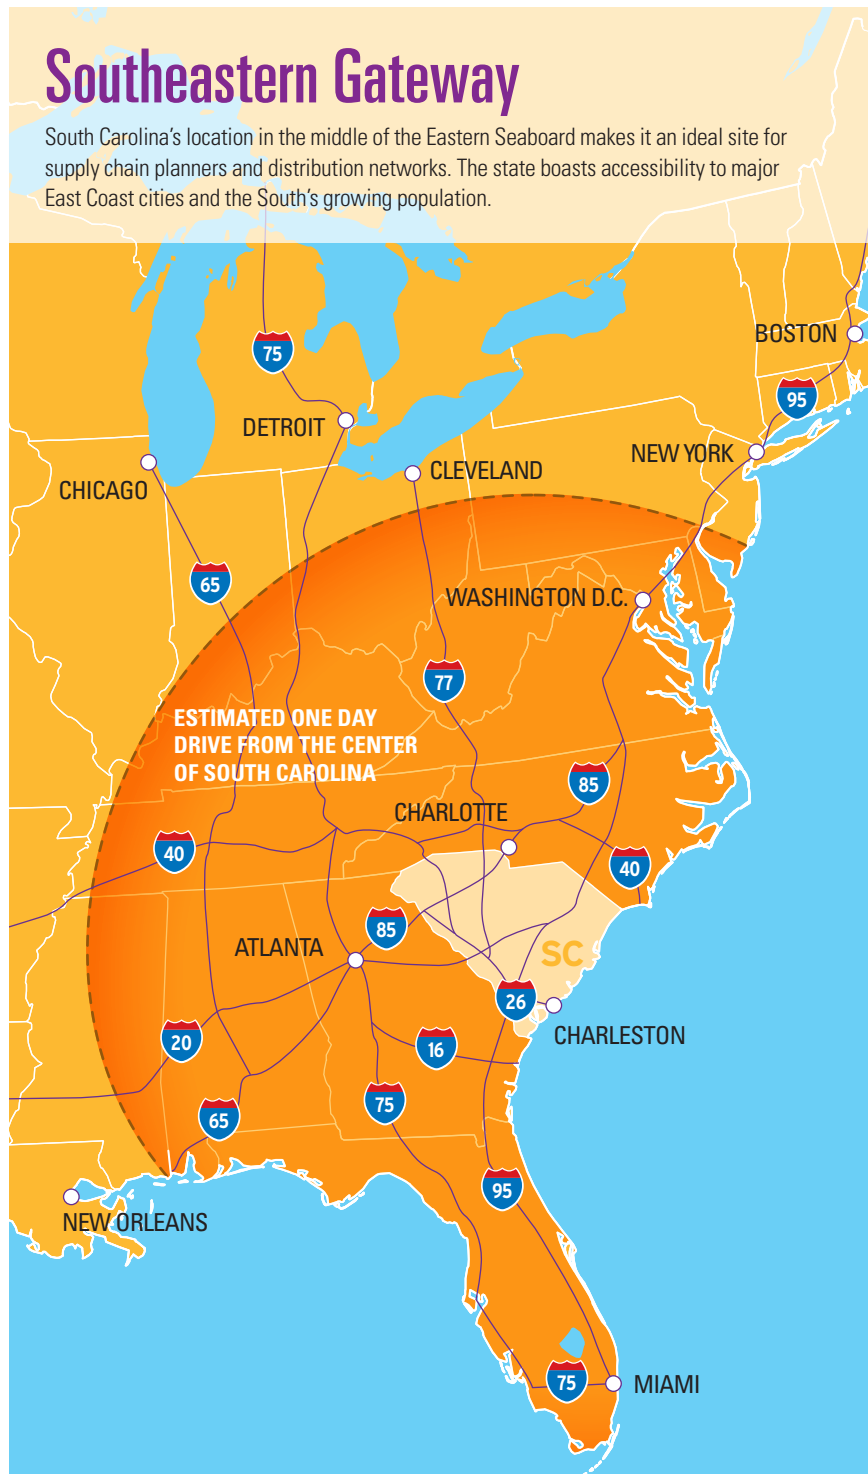 Southeastern Gateway
South Carolina's location in the middle of the Eastern Seaboard makes it an ideal site for
supply chain planners and distribution networks. The state boasts accessibility to major
East Coast cities and the South's growing population.
BOSTON
75
95
DETROIT
NEW YORK
CLEVELAND
CHICAGO
65
WASHINGTON D.C.
77
ESTIMATED ONE DAY
DRIVE FROM THE CENTER
OF SOUTH CAROLINA
85
CHARLOTTE
40
40
85
ATLANTA
SC
26
CHARLESTON
20
16
75
65
95
NEW ORLEANS
75
MIAMI